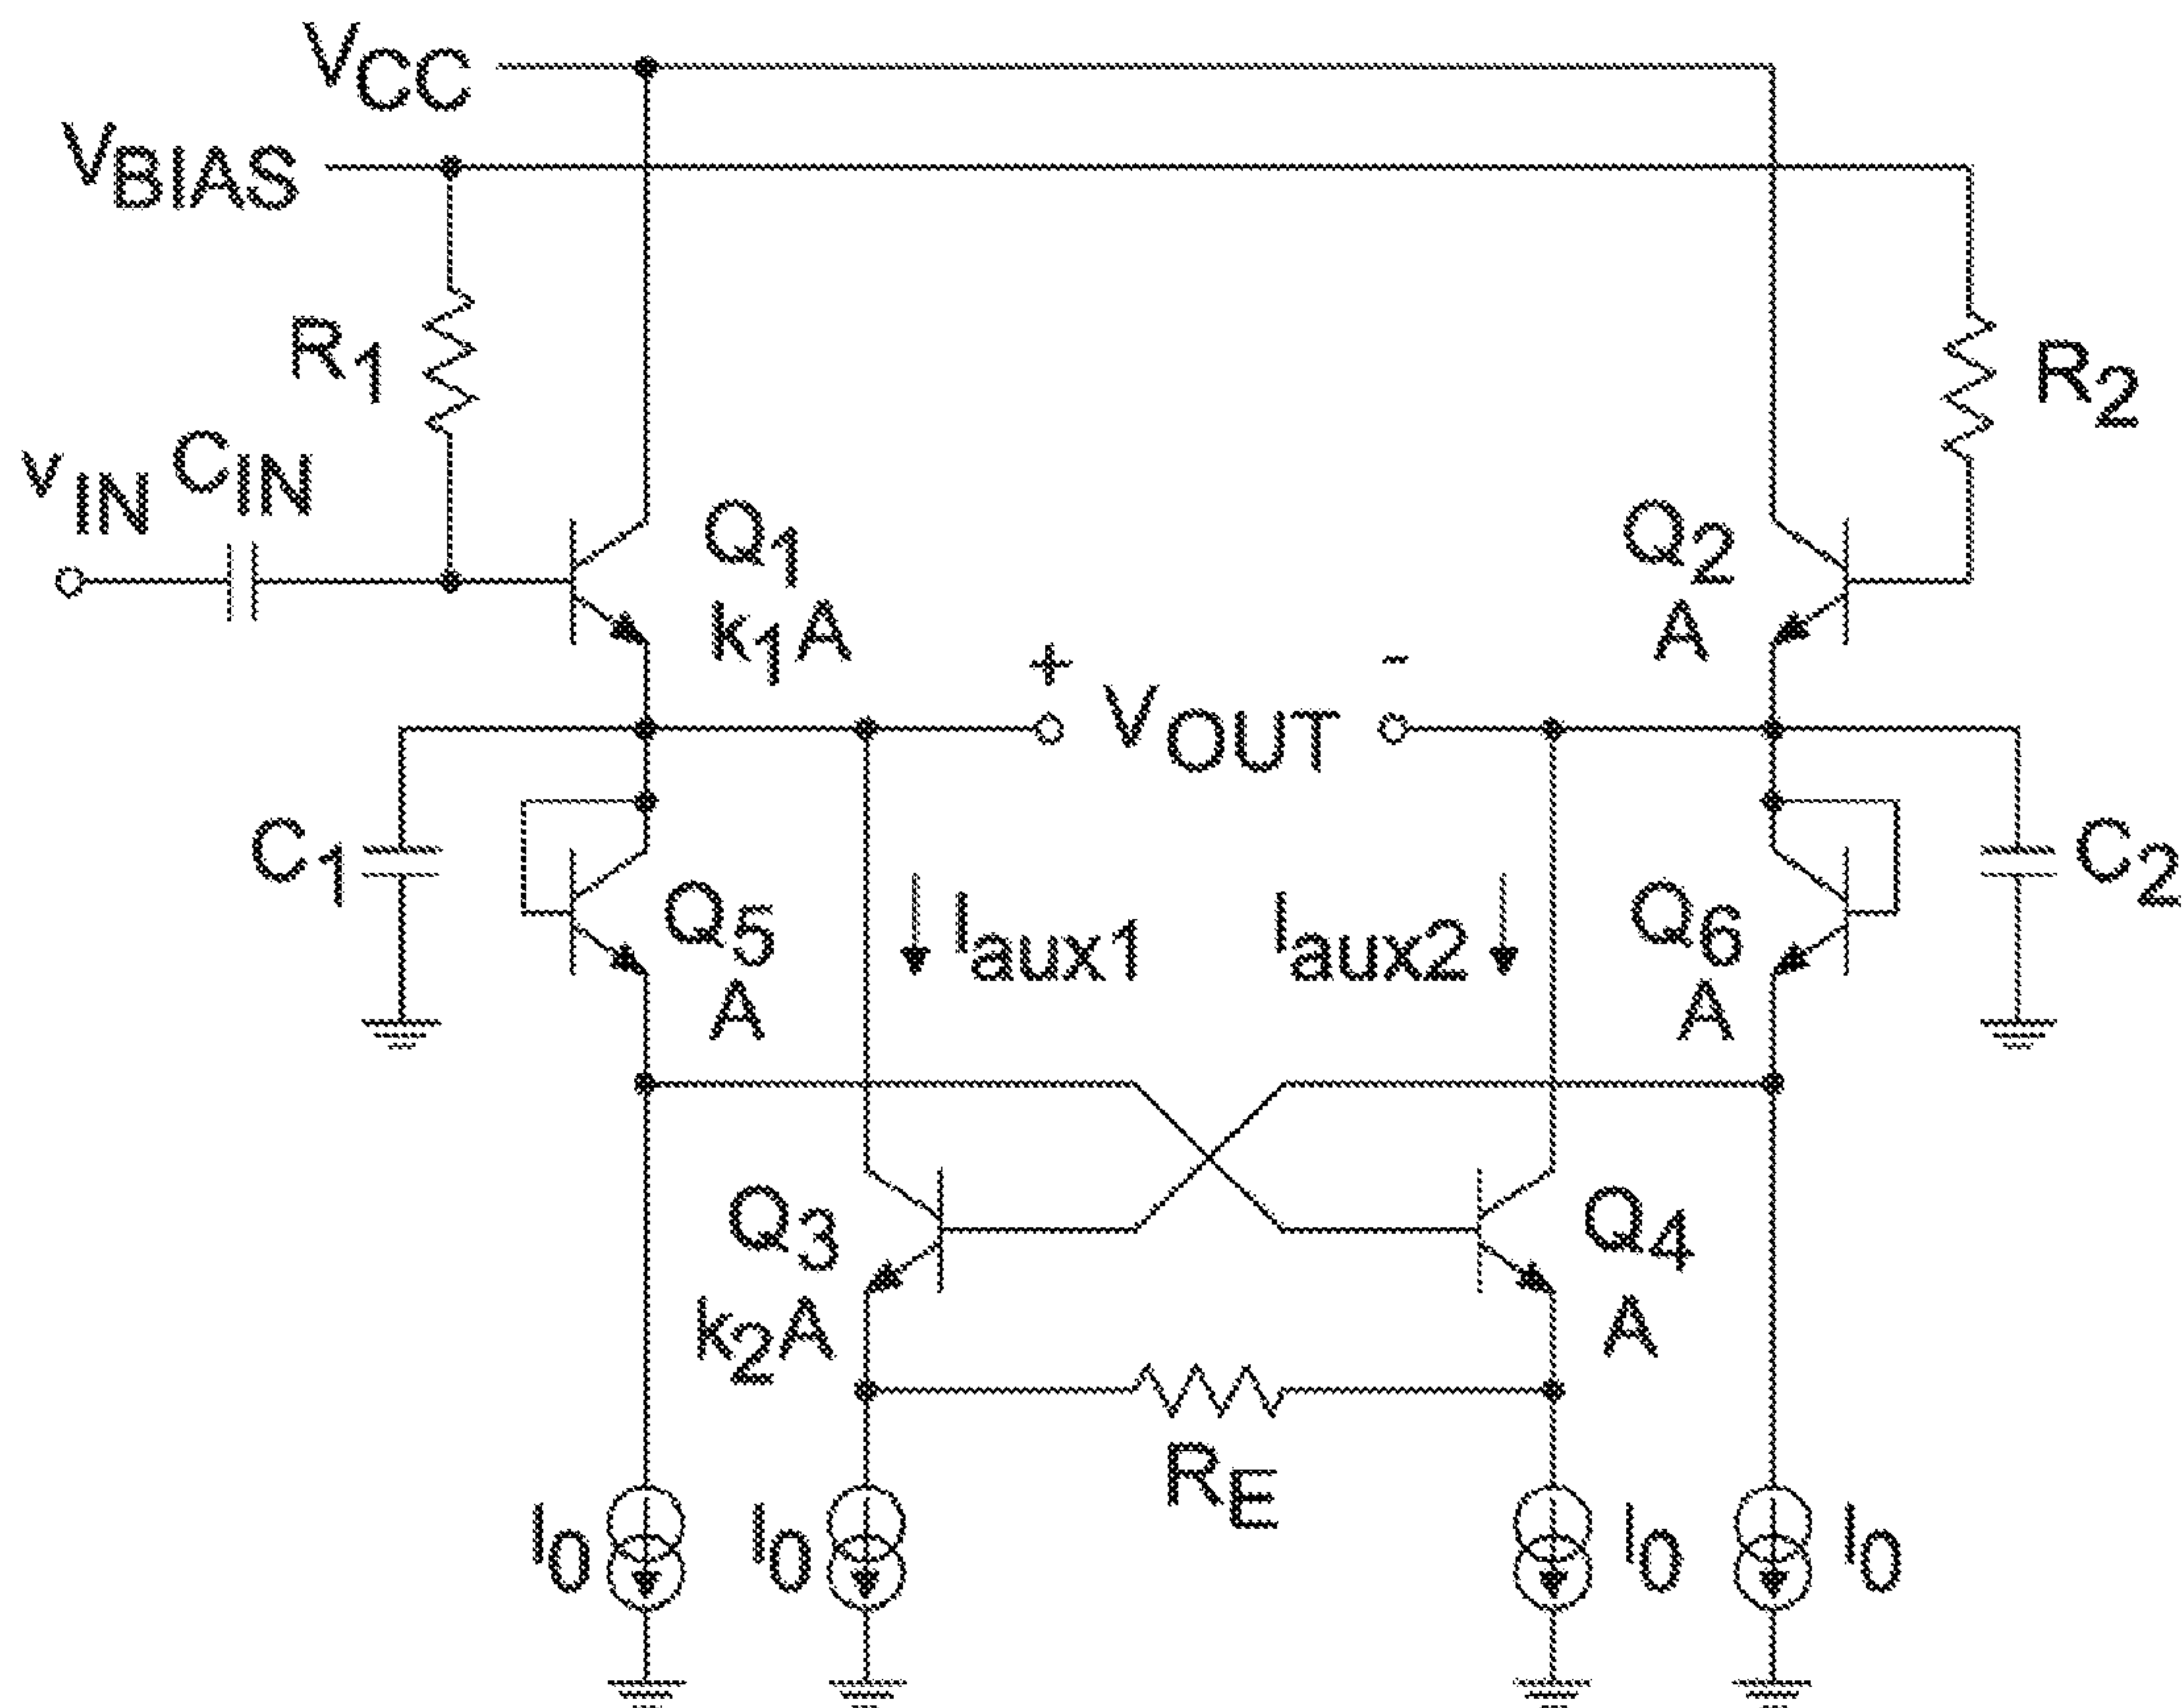 VCC
VBIAS
R1
R2
vIN CIN
Q1
k1A
Q2
A
+ VOUT -
C1
Q5
A
Iaux1
Iaux2
Q6
A
C2
Q3
k2A
Q4
A
RE
I0 I0 I0 I0